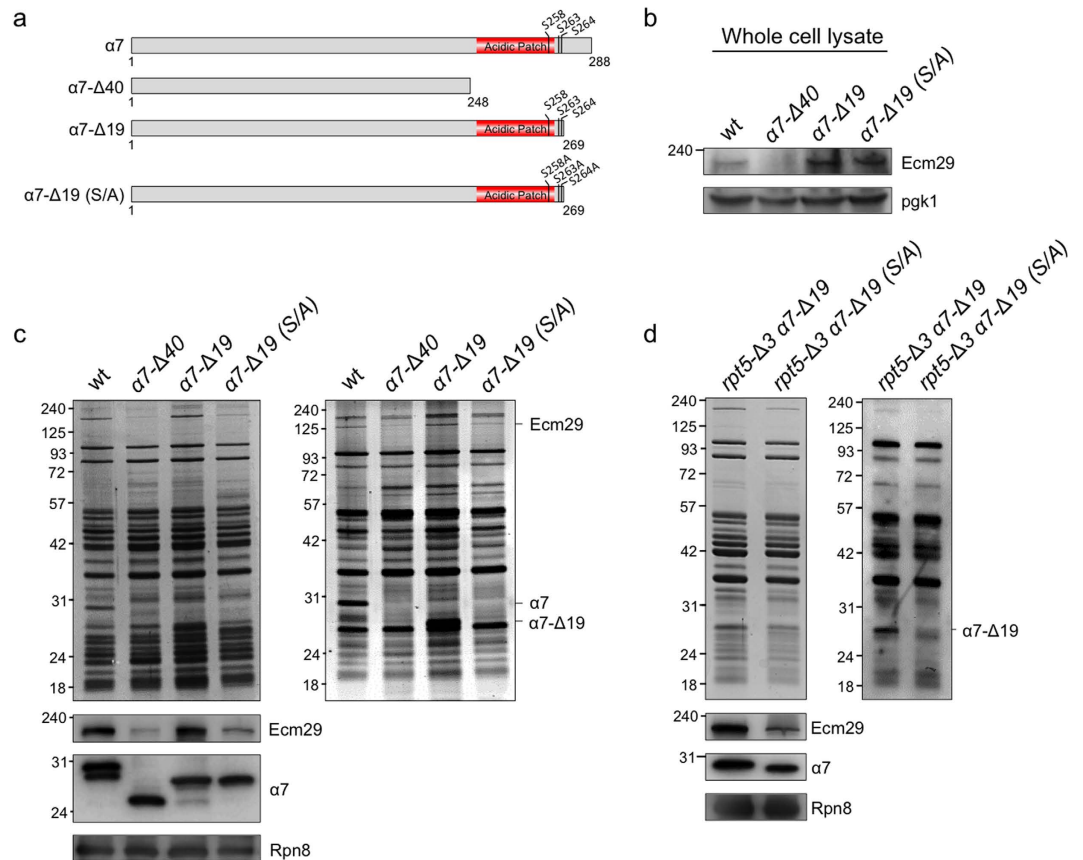 a
S258
S263
S264
α7
Acidic Patch
1
288
α7-Δ40
1
248
S258
S263
S264
α7-Δ19
Acidic Patch
1
269
S258A
S263A
S264A
α7-Δ19 (S/A)
Acidic Patch
1
269
b
Whole cell lysate
wt
α7-Δ40
α7-Δ19
α7-Δ19 (S/A)
240
Ecm29
pgk1
c
wt
α7-Δ40
α7-Δ19
α7-Δ19 (S/A)
240
125
93
72
57
42
31
24
18
240
Ecm29
31
α7
24
Rpn8
wt
α7-Δ40
α7-Δ19
α7-Δ19 (S/A)
240
125
93
72
57
42
31
24
18
Ecm29
α7
α7-Δ19
d
rpt5-Δ3 α7-Δ19
rpt5-Δ3 α7-Δ19 (S/A)
240
125
93
72
57
42
31
24
18
240
Ecm29
31
α7
Rpn8
rpt5-Δ3 α7-Δ19
rpt5-Δ3 α7-Δ19 (S/A)
240
125
93
72
57
42
31
24
18
α7-Δ19